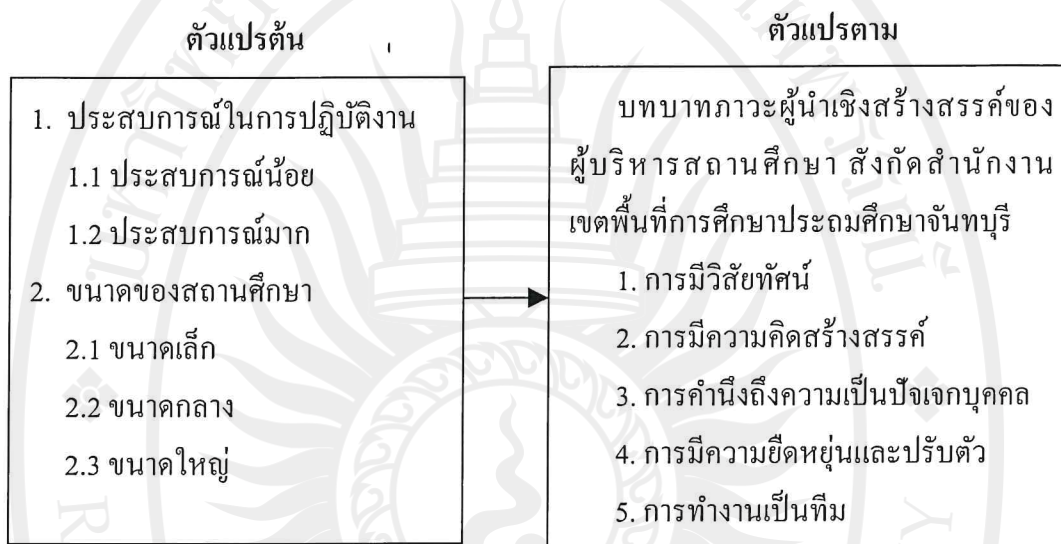 ตัวแปรต้น
1. ประสบการณ์ในการปฏิบัติงาน
1.1 ประสบการณ์น้อย
1.2 ประสบการณ์มาก
2. ขนาดของสถานศึกษา
2.1 ขนาดเล็ก
2.2 ขนาดกลาง
2.3 ขนาดใหญ่
ตัวแปรตาม
บทบาทภาวะผู้นำเชิงสร้างสรรค์ของ
ผู้บริหารสถานศึกษา สังกัดสำนักงาน
เขตพื้นที่การศึกษาประถมศึกษาจันทบุรี
1. การมีวิสัยทัศน์
2. การมีความคิดสร้างสรรค์
3. การคำนึงถึงความเป็นปัจเจกบุคคล
4. การมีความยืดหยุ่นและปรับตัว
5. การทำงานเป็นทีม